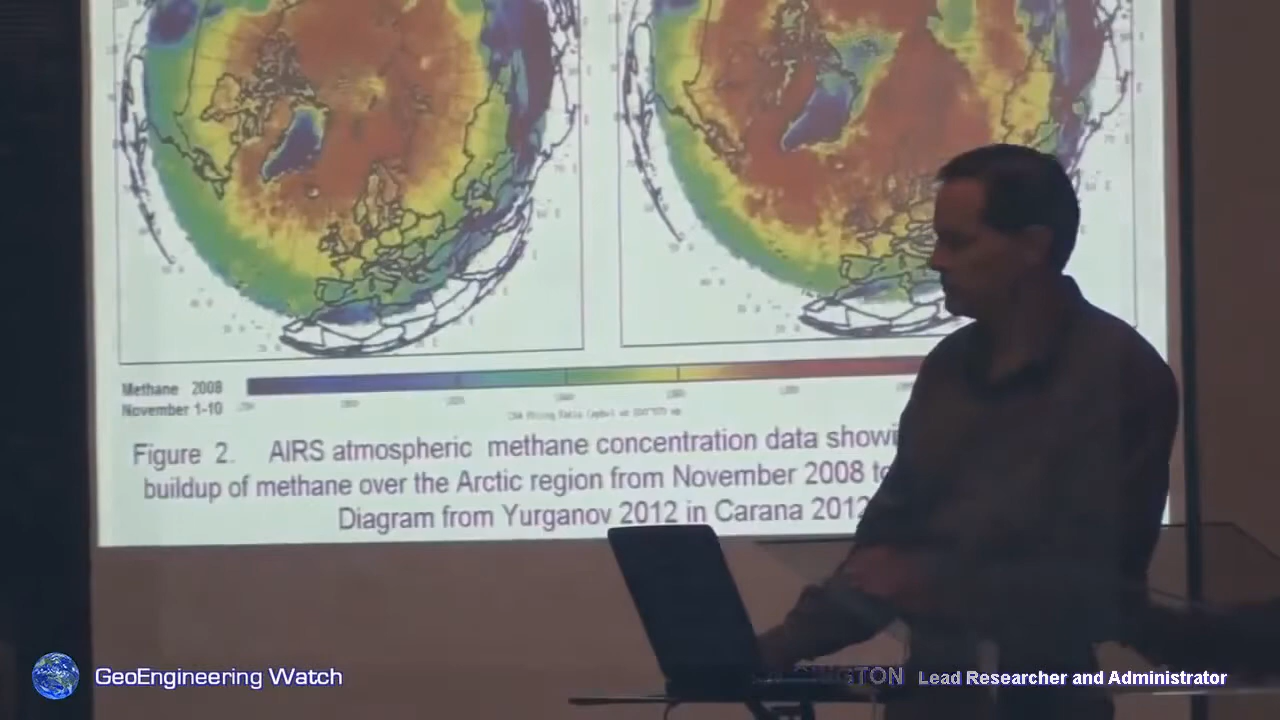 Methane 2008
November 1-10
Figure 2. AIRS atmospheric methane concentration data showi
buildup of methane over the Arctic region from November 2008 to
Diagram from Yurganov 2012 in Carana 2012
GeoEngineering Watch
Lead Researcher and Administrator